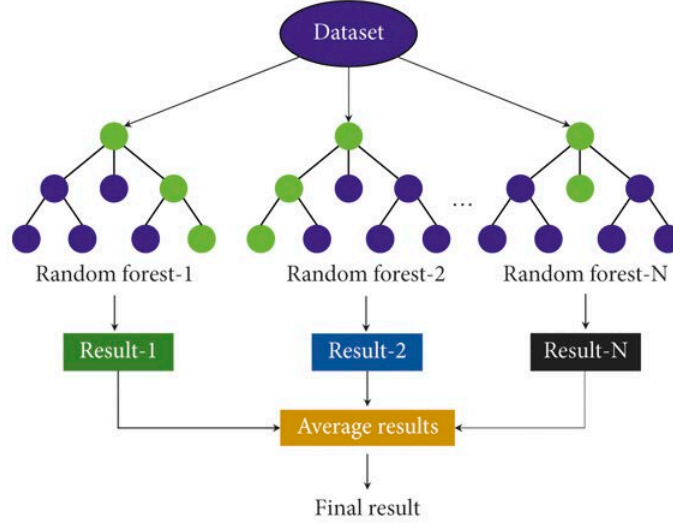 Dataset
...
Random forest-1
Random forest-2
Random forest-N
Result-1
Result-2
Result-N
Average results
Final result